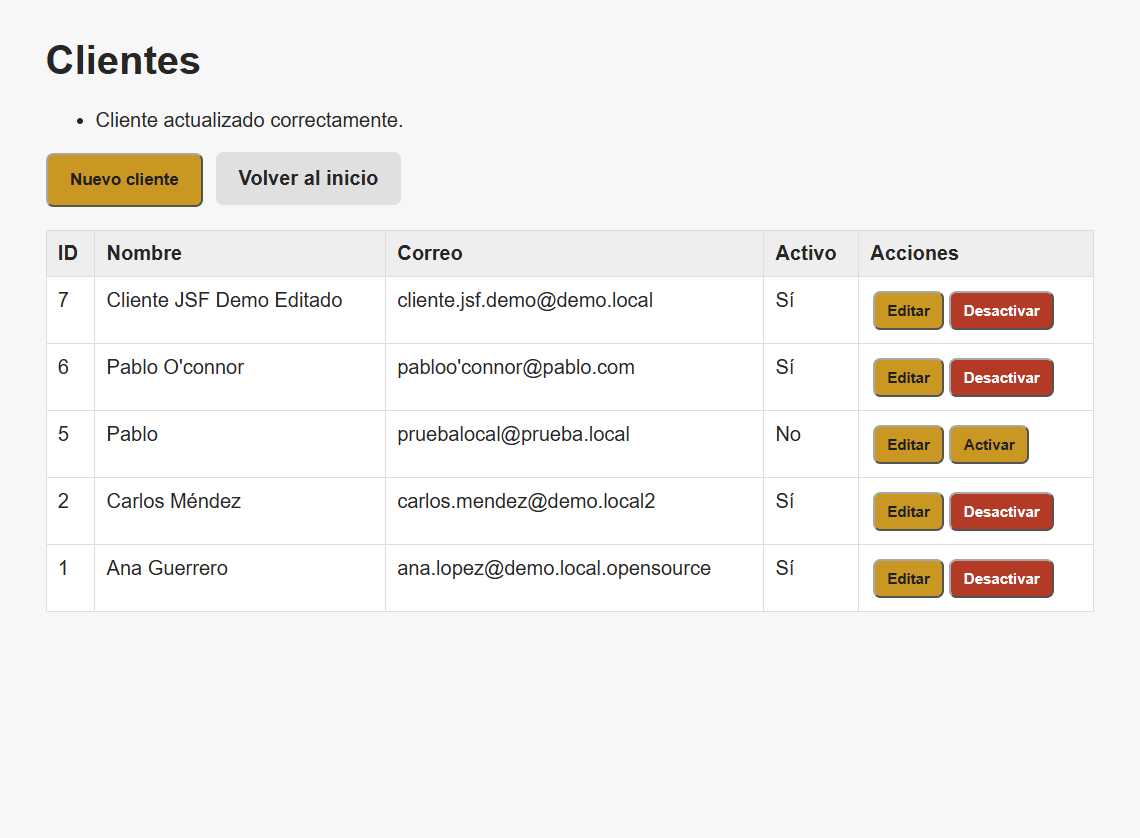 Clientes
• Cliente actualizado correctamente.
Nuevo cliente Volver al inicio
ID Nombre Correo Activo Acciones
7 Cliente JSF Demo Editado cliente.jsf.demo@demo.local Sí Editar Desactivar
6 Pablo O'connor pabloo'connor@pablo.com Sí Editar Desactivar
5 Pablo pruebalocal@prueba.local No Editar Activar
2 Carlos Méndez carlos.mendez@demo.local2 Sí Editar Desactivar
1 Ana Guerrero ana.lopez@demo.local.opensource Sí Editar Desactivar